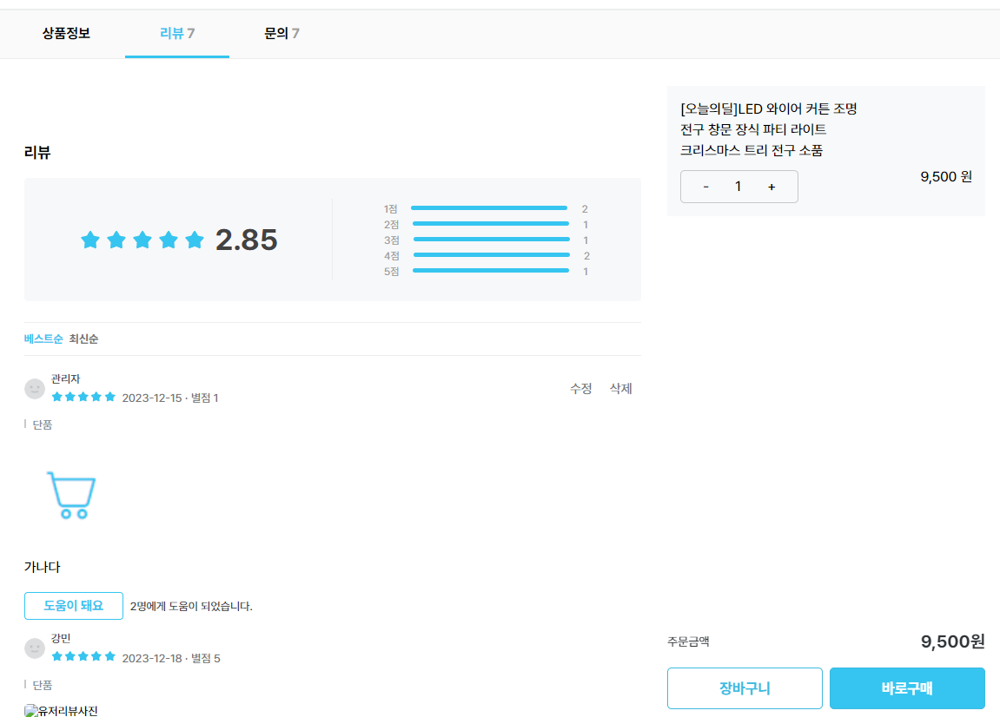 상품정보 리뷰 7 문의 7
[오늘의딜]LED 와이어 커튼 조명
전구 창문 장식 파티 라이트
크리스마스 트리 전구 소품
- 1 +
9,500 원
리뷰
2.85
1점 2
2점 1
3점 1
4점 2
5점 1
베스트순 최신순
관리자
2023-12-15 · 별점 1
수정 삭제
단품
가나다
도움이 돼요 2명에게 도움이 되었습니다.
강민
2023-12-18 · 별점 5
단품
유저리뷰사진
주문금액 9,500원
장바구니 바로구매